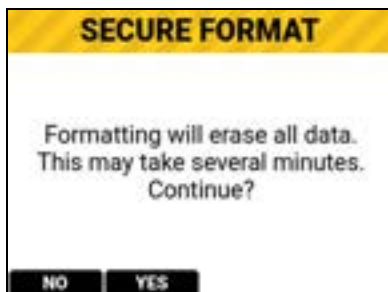 SECURE FORMAT
Formatting will erase all data.
This may take several minutes.
Continue?
NO YES